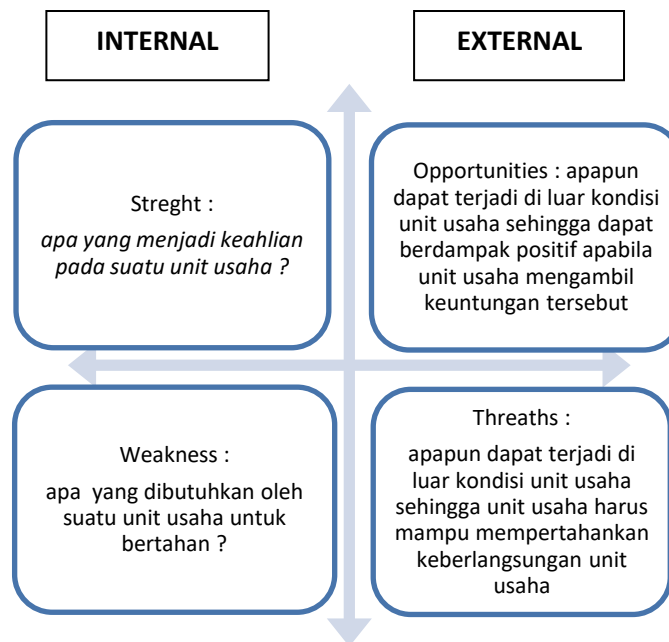 INTERNAL
EXTERNAL
Streght :
apa yang menjadi keahlian
pada suatu unit usaha ?
Opportunities : apapun
dapat terjadi di luar kondisi
unit usaha sehingga dapat
berdampak positif apabila
unit usaha mengambil
keuntungan tersebut
Weakness :
apa yang dibutuhkan oleh
suatu unit usaha untuk
bertahan ?
Threaths :
apapun dapat terjadi di
luar kondisi unit usaha
sehingga unit usaha harus
mampu mempertahankan
keberlangsungan unit
usaha